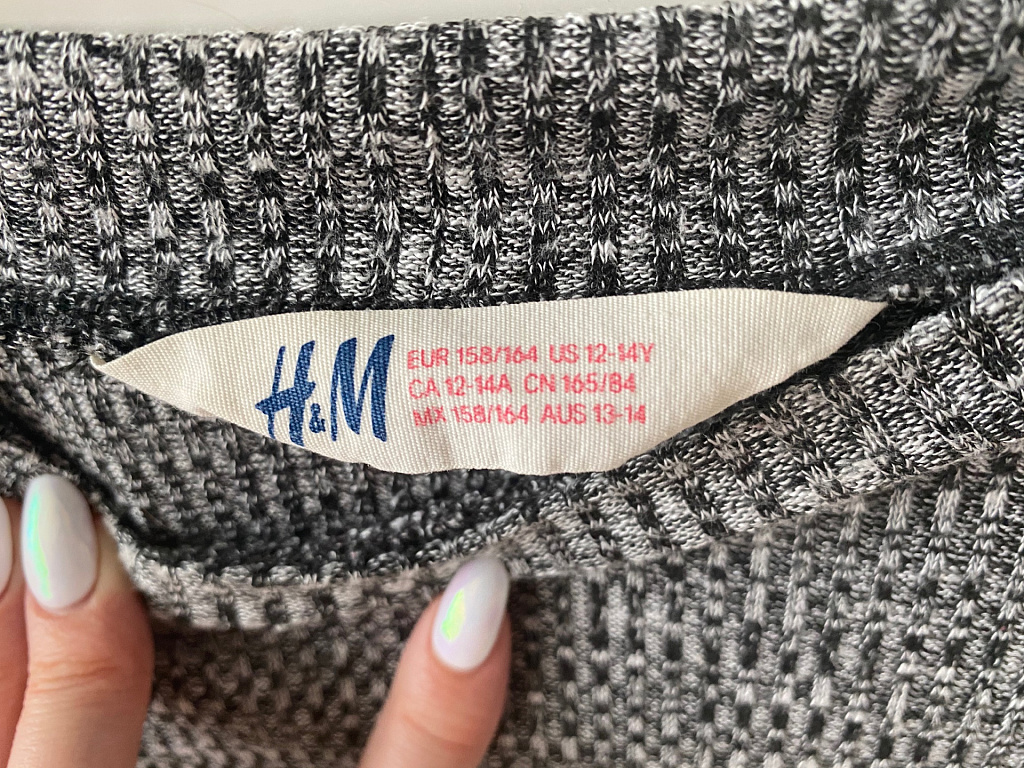 H&M
EUR 158/164 US 12-14Y
CA 12-14A CN 165/84
MX 158/164 AUS 13-14